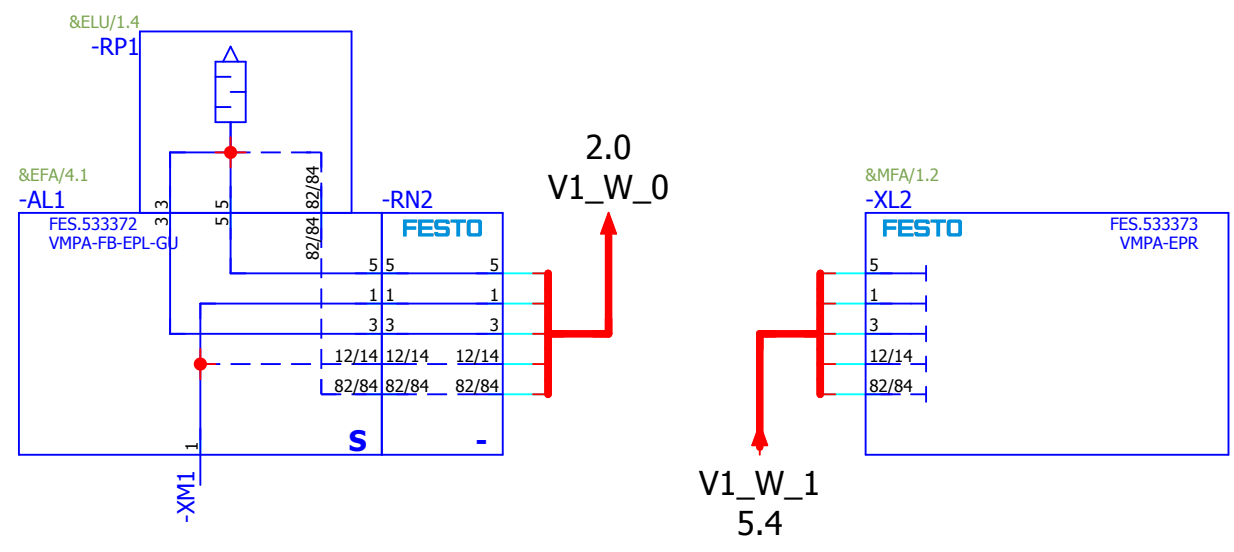 &ELU/1.4
-RP1
3
5
82/84
&EFA/4.1
-AL1
FES.533372
VMPA-FB-EPL-GU
3
5
82/84
5
1
3
12/14
82/84
S
1
-XM1
-RN2
FESTO
5 5
1 1
3 3
12/14 12/14
82/84 82/84
-
2.0
V1_W_0
V1_W_1
5.4
&MFA/1.2
-XL2
FESTO
FES.533373
VMPA-EPR
5
1
3
12/14
82/84